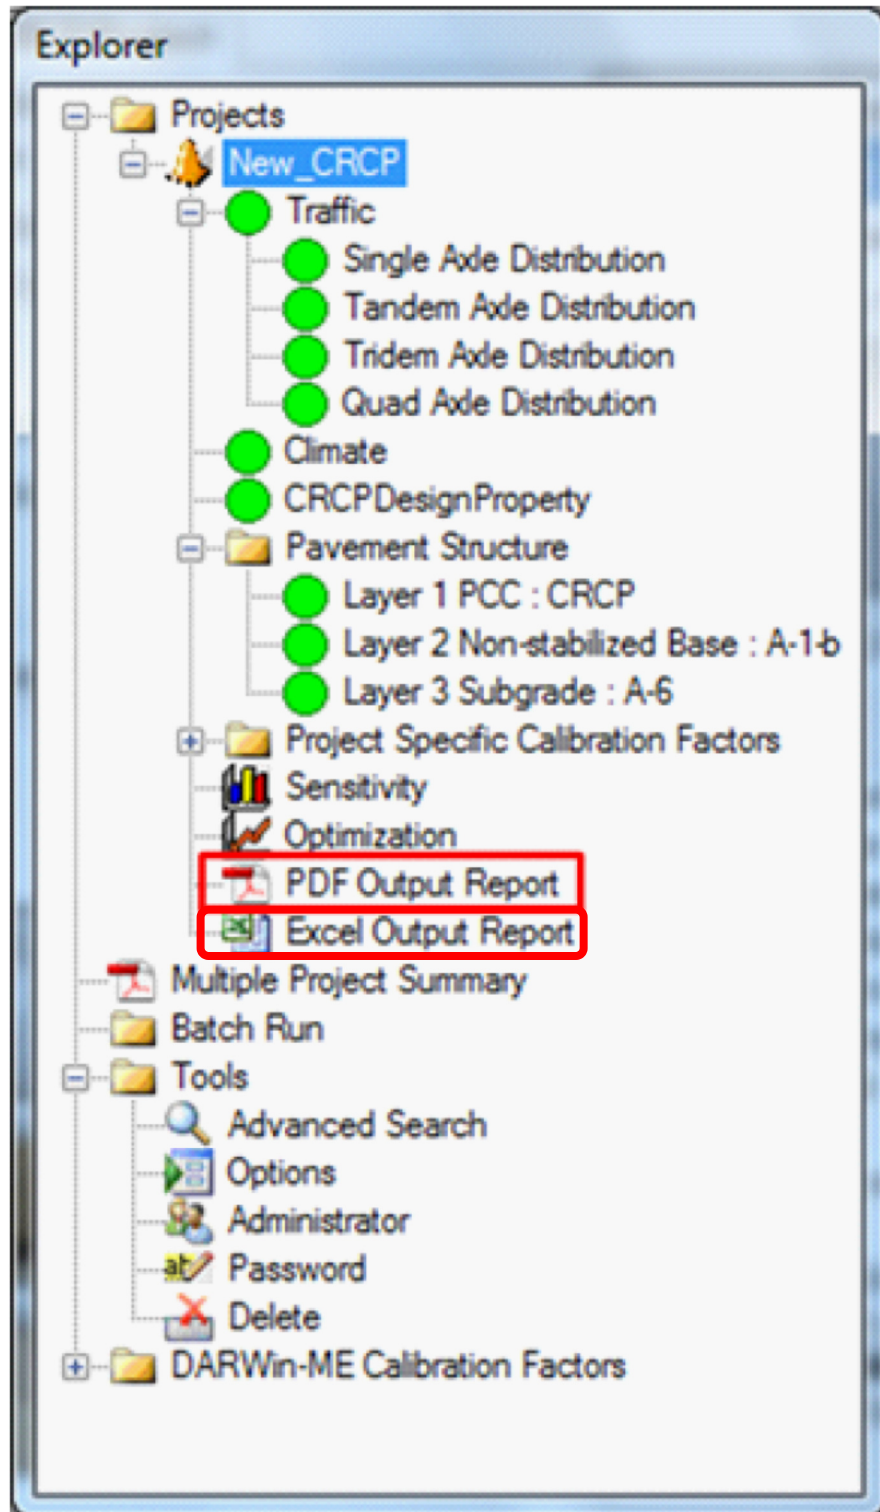 Explorer
Projects
New_CRCP
Traffic
Single Axle Distribution
Tandem Axle Distribution
Tridem Axle Distribution
Quad Axle Distribution
Climate
CRCPDesignProperty
Pavement Structure
Layer 1 PCC : CRCP
Layer 2 Non-stabilized Base : A-1-b
Layer 3 Subgrade : A-6
Project Specific Calibration Factors
Sensitivity
Optimization
PDF Output Report
Excel Output Report
Multiple Project Summary
Batch Run
Tools
Advanced Search
Options
Administrator
Password
Delete
DARWin-ME Calibration Factors